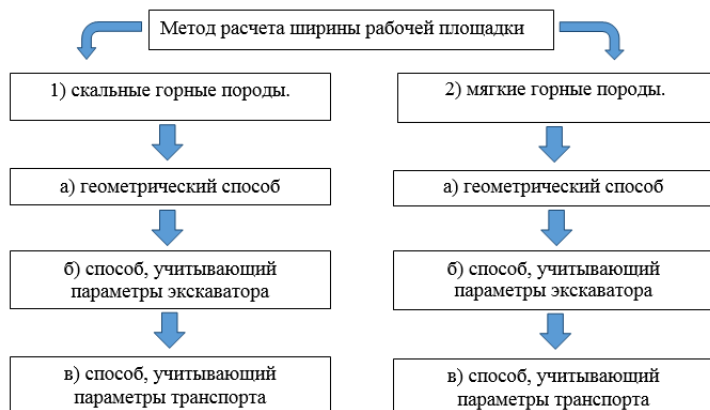 Метод расчета ширины рабочей площадки
1) скальные горные породы.
а) геометрический способ
б) способ, учитывающий
параметры экскаватора
в) способ, учитывающий
параметры транспорта
2) мягкие горные породы.
а) геометрический способ
б) способ, учитывающий
параметры экскаватора
в) способ, учитывающий
параметры транспорта